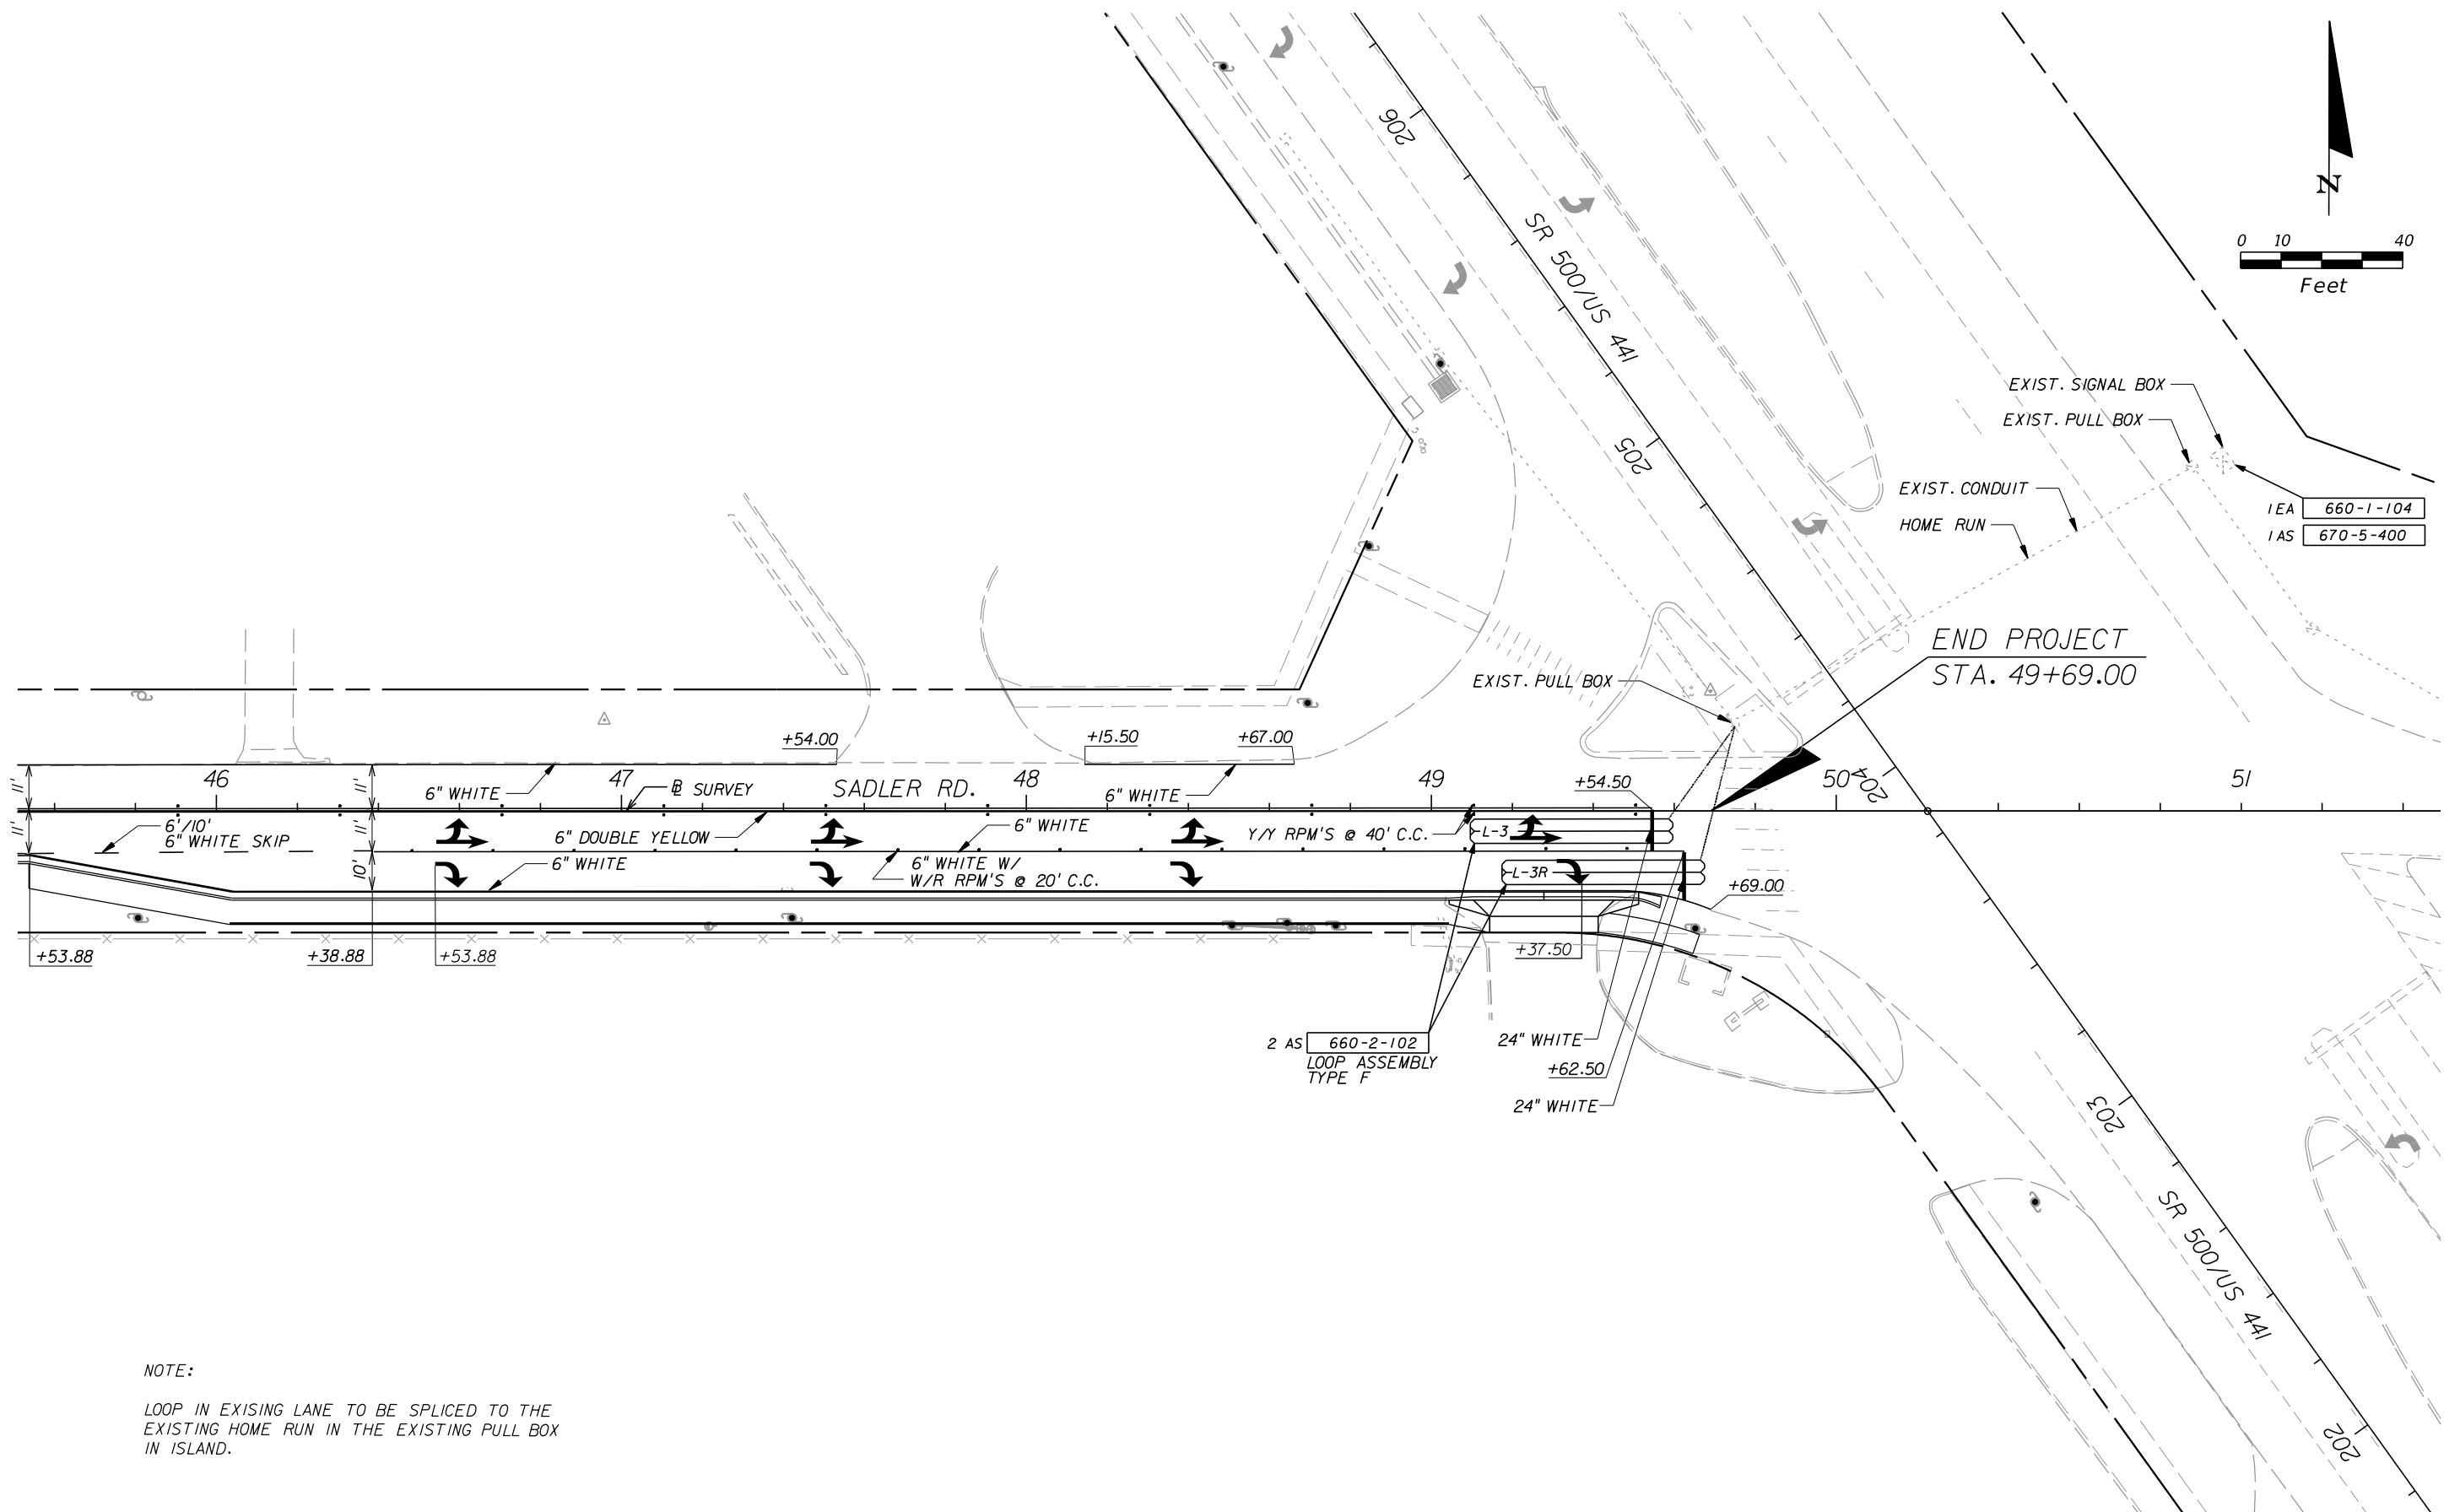 N
0 10 40
Feet
206
SR 500/US 441
205
EXIST. SIGNAL BOX
EXIST. PULL BOX
EXIST. CONDUIT
HOME RUN
1 EA 660-1-104
1 AS 670-5-400
END PROJECT
STA. 49+69.00
EXIST. PULL BOX
+54.00
+15.50
+67.00
46
47
48
49
50
51
204
11'
11'
6" WHITE
B SURVEY
SADLER RD.
6" WHITE
+54.50
11'
11'
10'
6'/10'
6" WHITE SKIP
6" DOUBLE YELLOW
6" WHITE
Y/Y RPM'S @ 40' C.C.
L-3
6" WHITE
6" WHITE W/
W/R RPM'S @ 20' C.C.
L-3R
+69.00
+53.88
+38.88
+53.88
+37.50
2 AS 660-2-102
LOOP ASSEMBLY
TYPE F
24" WHITE
+62.50
24" WHITE
203
SR 500/US 441
202
NOTE:
LOOP IN EXISING LANE TO BE SPLICED TO THE
EXISTING HOME RUN IN THE EXISTING PULL BOX
IN ISLAND.